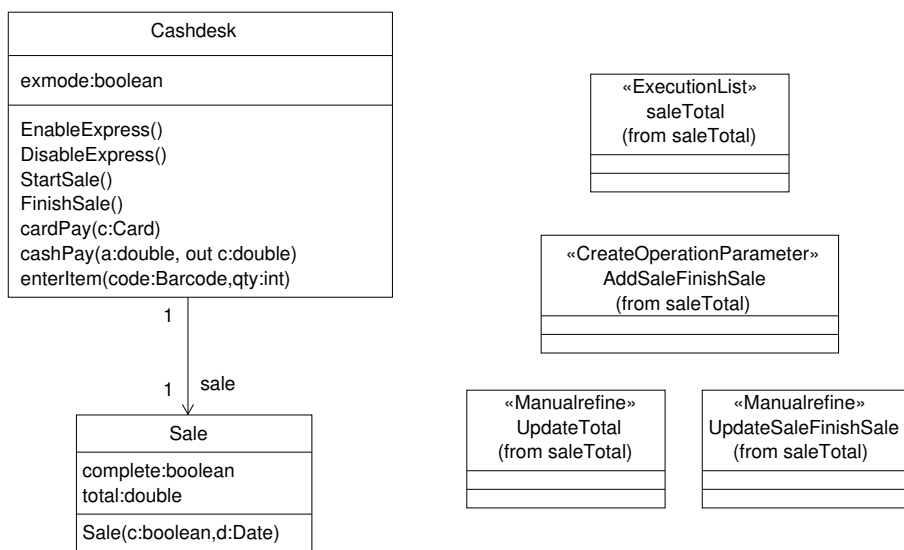 Cashdesk
exmode:boolean
EnableExpress()
DisableExpress()
StartSale()
FinishSale()
cardPay(c:Card)
cashPay(a:double, out c:double)
enterItem(code:Barcode,qty:int)
1
1
sale
Sale
complete:boolean
total:double
Sale(c:boolean,d:Date)
«ExecutionList»
saleTotal
(from saleTotal)
«CreateOperationParameter»
AddSaleFinishSale
(from saleTotal)
«Manualrefine»
UpdateTotal
(from saleTotal)
«Manualrefine»
UpdateSaleFinishSale
(from saleTotal)